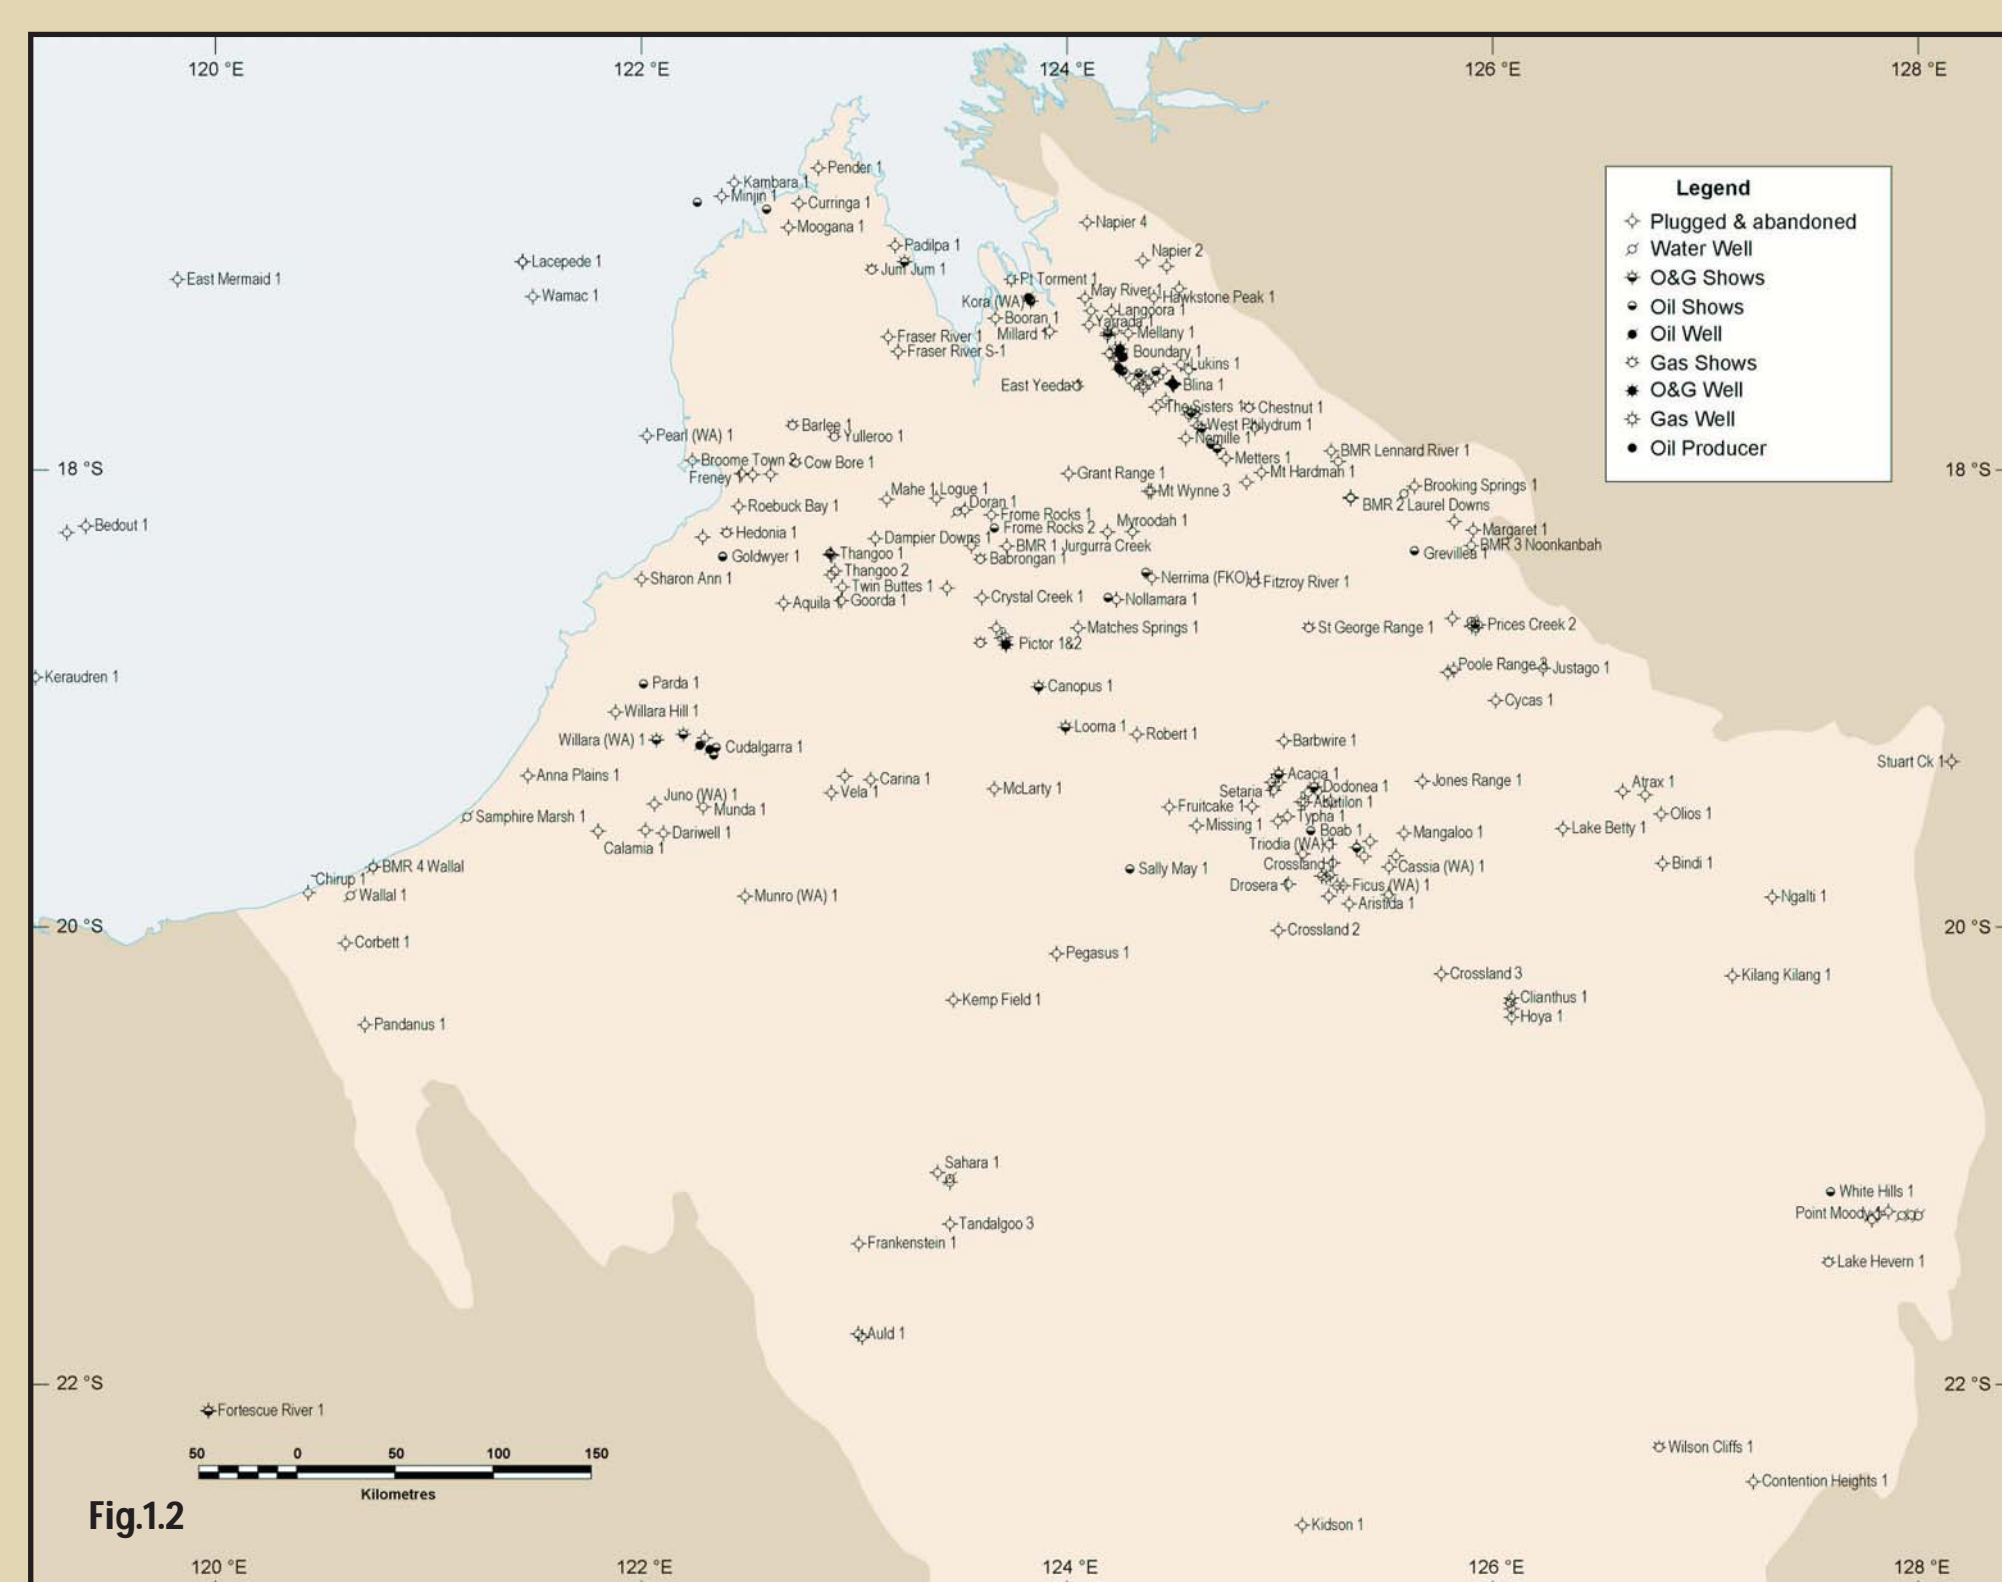 120 °E
122 °E
124 °E
126 °E
128 °E
Legend
Plugged & abandoned
Water Well
O&G Shows
Oil Shows
Oil Well
Gas Shows
O&G Well
Gas Well
Oil Producer
Pender 1
Kambara 1
Minjin 1
Curringa 1
Moogana 1
Napier 4
Padilpa 1
Napier 2
Lacepede 1
Jum Jum 1
East Mermaid 1
Pt Torment 1
Wamac 1
May River 1
Hawkstone Peak 1
Kora (WA)
Langoora 1
Booran 1
Yarrada 1
Millard 1
Mellany 1
Fraser River 1
Fraser River S-1
Boundary 1
Lukins 1
East Yeeda
Blina 1
The Sisters 1
Chestnut 1
Barlee 1
West Philydrum 1
Pearl (WA) 1
Yulleroo 1
Nemille 1
BMR Lennard River 1
Broome Town 2
Cow Bore 1
Metters 1
18 °S
Freney 1
Grant Range 1
Mt Hardman 1
18 °S
Mahe 1
Logue 1
Mt Wynne 3
Brooking Springs 1
Roebuck Bay 1
Doran 1
BMR 2 Laurel Downs
Frome Rocks 1
Myroodah 1
Bedout 1
Frome Rocks 2
Margaret 1
Hedonia 1
Dampier Downs 1
BMR 1 Jurgurra Creek
BMR 3 Noonkanbah
Goldwyer 1
Thangoo 1
Babrongan 1
Grevillea 1
Thangoo 2
Sharon Ann 1
Twin Buttes 1
Nerrima (FKO) 1
Fitzroy River 1
Aquila 1
Goorda 1
Crystal Creek 1
Nollamara 1
Matches Springs 1
St George Range 1
Prices Creek 2
Pictor 1&2
Poole Range 3
Justago 1
Keraudren 1
Parda 1
Canopus 1
Cycas 1
Willara Hill 1
Looma 1
Robert 1
Willara (WA) 1
Cudalgarra 1
Barbwire 1
Stuart Ck 1
Anna Plains 1
Carina 1
Acacia 1
Jones Range 1
Atrax 1
Juno (WA) 1
Vela 1
McLarty 1
Setaria
Dodonea 1
Munda 1
Fruitcake 1
Abutilon 1
Samphire Marsh 1
Typha 1
Olios 1
Dariwell 1
Missing 1
Boab 1
Mangaloo 1
Lake Betty 1
Calamia 1
Triodia (WA)
BMR 4 Wallal
Sally May 1
Crossland
Cassia (WA) 1
Bindi 1
Chirup 1
Drosera
Ficus (WA) 1
Wallal 1
Munro (WA) 1
Aristida 1
Ngalti 1
20 °S
Crossland 2
20 °S
Corbett 1
Pegasus 1
Crossland 3
Kilang Kilang 1
Kemp Field 1
Clianthus 1
Hoya 1
Pandanus 1
Sahara 1
White Hills 1
Point Moody 1
Tandalgoo 3
Frankenstein 1
Lake Hevern 1
Auld 1
22 °S
22 °S
Fortescue River 1
Wilson Cliffs 1
50 0 50 100 150
Kilometres
Contention Heights 1
Fig.1.2
Kidson 1
120 °E
122 °E
124 °E
126 °E
128 °E